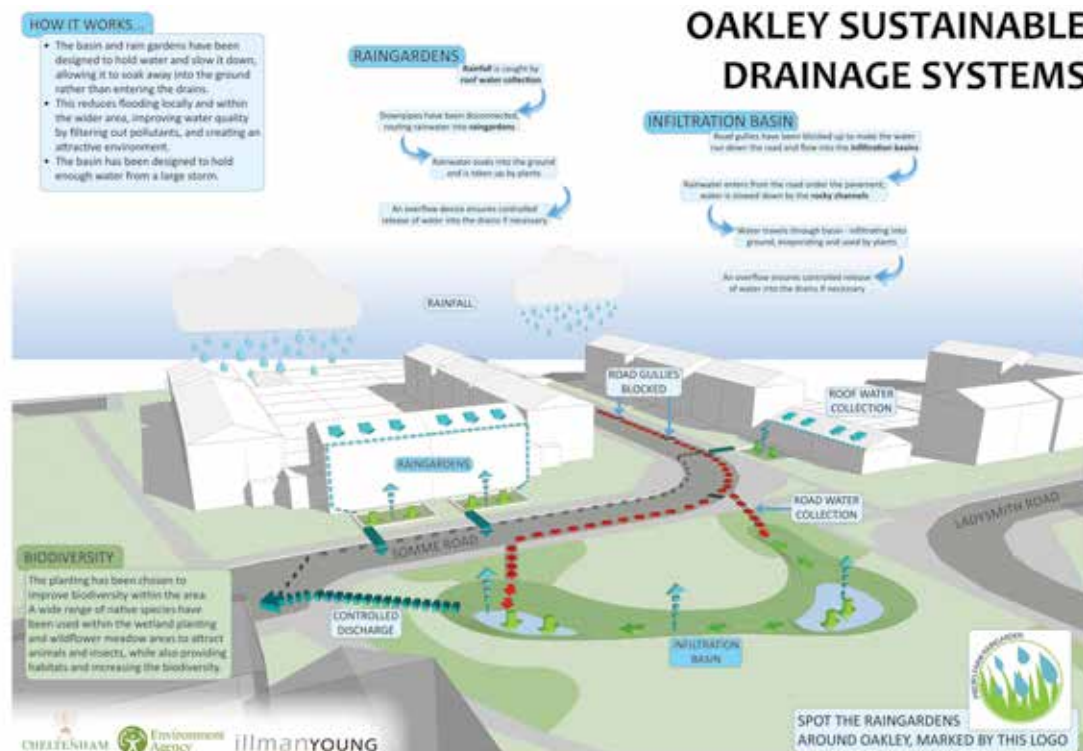 OAKLEY SUSTAINABLE
DRAINAGE SYSTEMS
HOW IT WORKS...
• The basin and rain gardens have been
designed to hold water and slow it down,
allowing it to soak away into the ground
rather than entering the drains.
• This reduces flooding locally and within
the wider area, improving water quality
by filtering out pollutants, and creating an
attractive environment.
• The basin has been designed to hold
enough water from a large storm.
RAINGARDENS
Rainfall is caught by
roof water collection
Downpipes have been disconnected,
routing rainwater into raingardens
Rainwater soaks into the ground
and is taken up by plants
An overflow device ensures controlled
release of water into the drains if necessary
INFILTRATION BASIN
Road gullies have been blocked up to make the water
run down the road and flow into the infiltration basins
Rainwater enters from the road under the pavement;
water is slowed down by the rocky channels
Water travels through basin - infiltrating into
ground, evaporating and used by plants
An overflow ensures controlled release
of water into the drains if necessary
RAINFALL
ROAD GULLIES
BLOCKED
ROOF WATER
COLLECTION
RAINGARDENS
ROAD WATER
COLLECTION
LADYSMITH ROAD
SOMME ROAD
CONTROLLED
DISCHARGE
INFILTRATION
BASIN
BIODIVERSITY
The planting has been chosen to
improve biodiversity within the area.
A wide range of native species have
been used within the wetland planting
and wildflower meadow areas to attract
animals and insects, while also providing
habitats and increasing the biodiversity.
CHELTENHAM
Environment
Agency
illmanYOUNG
SPOT THE RAINGARDENS
AROUND OAKLEY, MARKED BY THIS LOGO